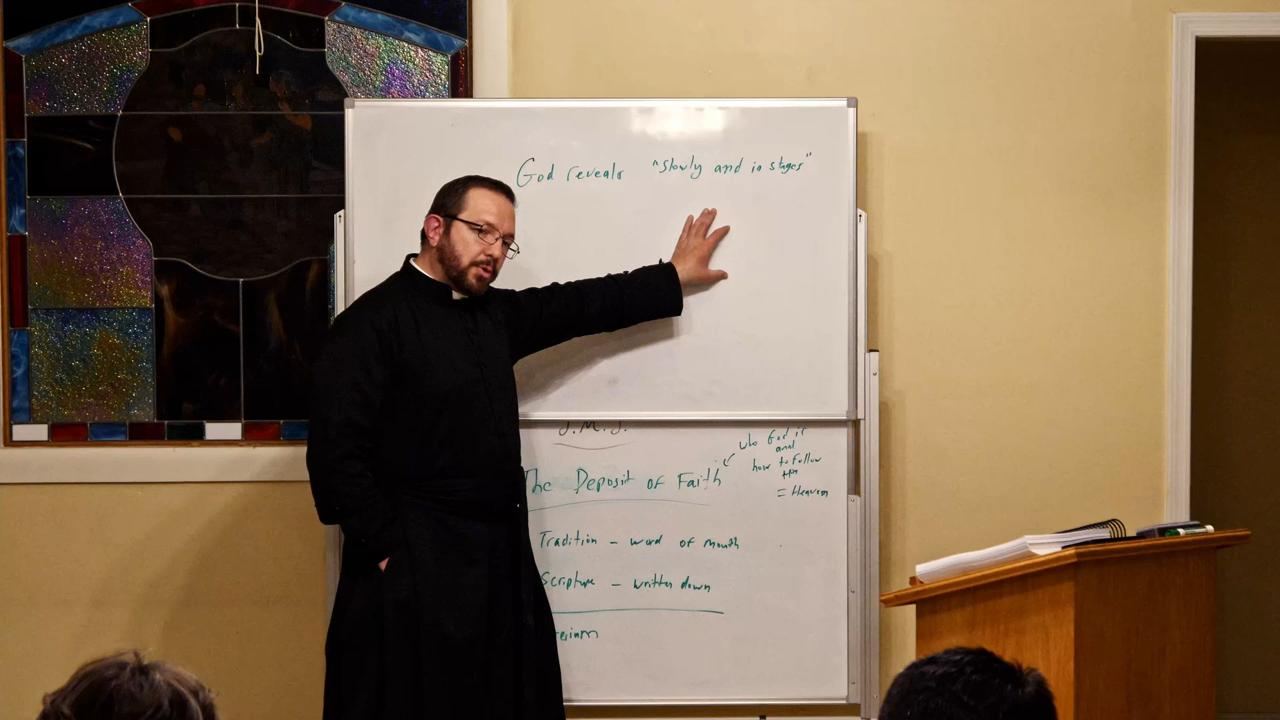 God reveals "slowly and in stages"
J.M.J.
The Deposit of Faith
who God is
and
how to follow
Him
= Heaven
Tradition - word of mouth
Scripture - written down
terium